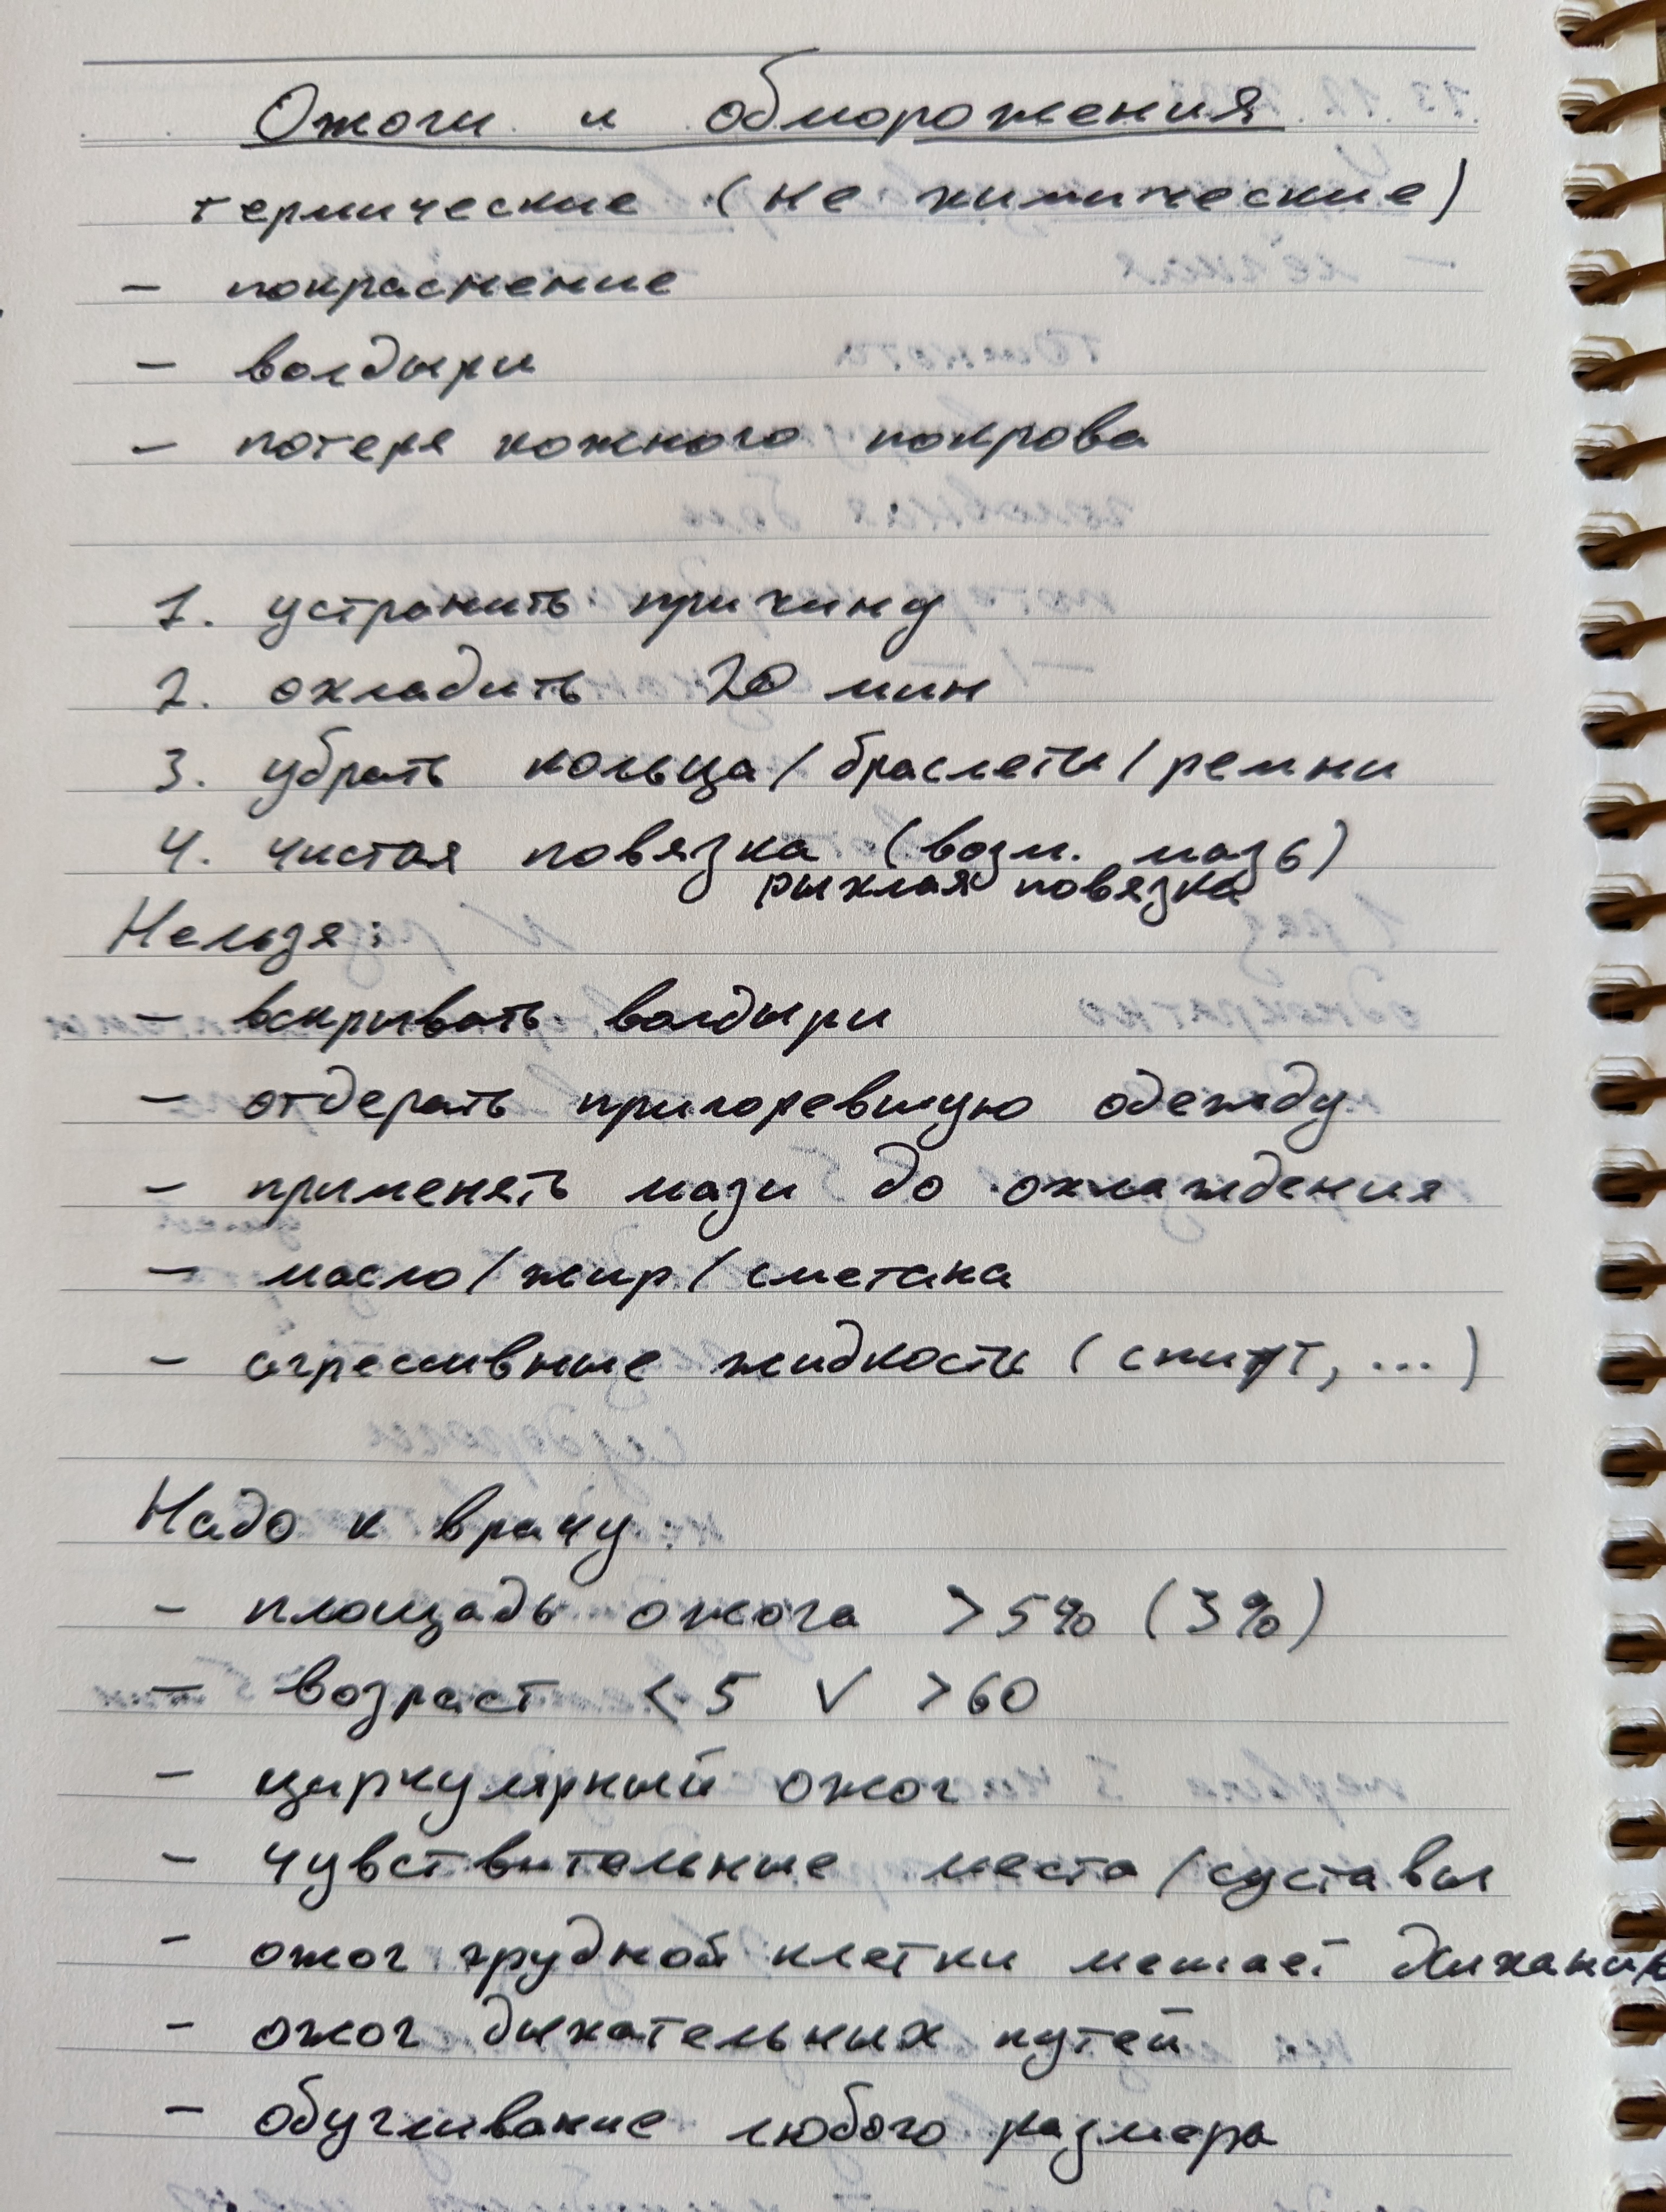 Ожоги и обморожения
термические (не химические)
- покраснение
- волдыри
- потеря кожного покрова
1. устранить причину
2. охладить 20 мин
3. убрать кольца/браслеты/ремни
4. чистая повязка (возм. мазь)
рыхлая повязка
Нельзя:
- вскрывать волдыри
- отдерать пригоревшую одежду
- применять мази до охлаждения
- масло/жир/сметана
- агрессивные жидкости (спирт, ...)
Надо к врачу:
- площадь ожога >5% (3%)
- возраст <5 V >60
- циркулярный ожог
- чувствительные места/суставы
- ожог грудной клетки мешает дыханию
- ожог дыхательных путей
- обугливание любого размера